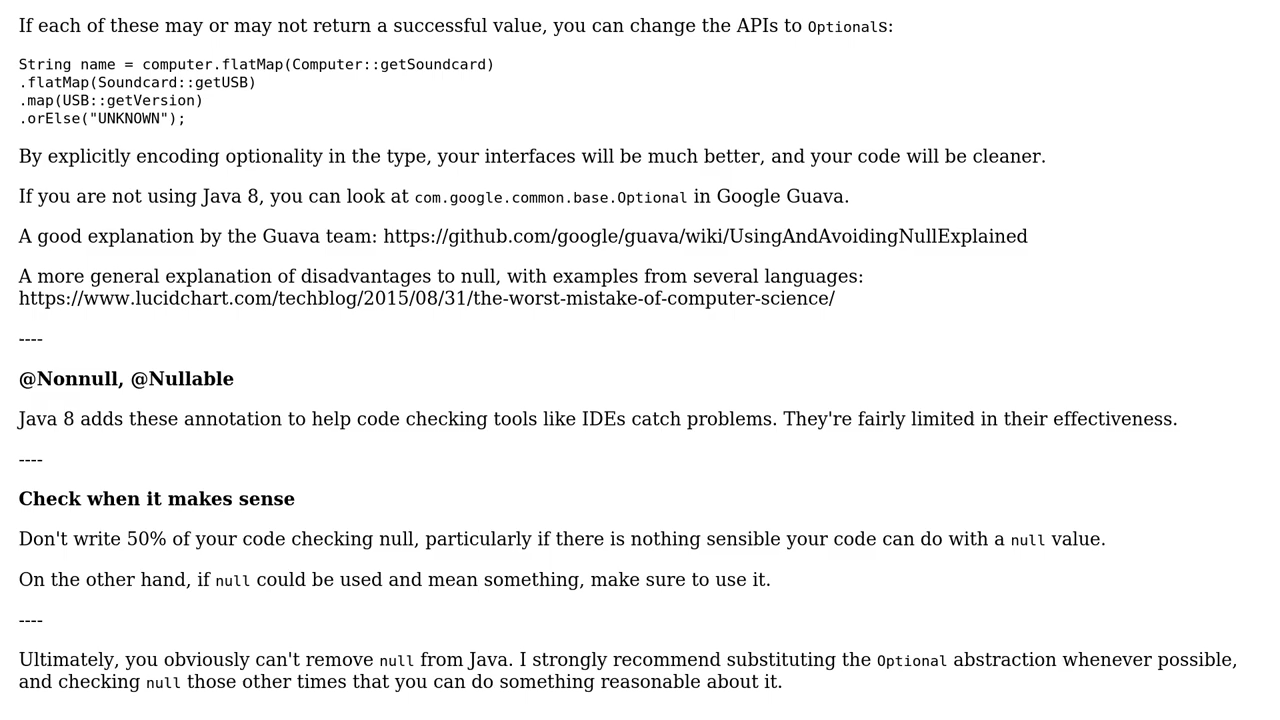 If each of these may or may not return a successful value, you can change the APIs to Optionals:
String name = computer.flatMap(Computer::getSoundcard)
.flatMap(Soundcard::getUSB)
.map(USB::getVersion)
.orElse("UNKNOWN");
By explicitly encoding optionality in the type, your interfaces will be much better, and your code will be cleaner.
If you are not using Java 8, you can look at com.google.common.base.Optional in Google Guava.
A good explanation by the Guava team: https://github.com/google/guava/wiki/UsingAndAvoidingNullExplained
A more general explanation of disadvantages to null, with examples from several languages:
https://www.lucidchart.com/techblog/2015/08/31/the-worst-mistake-of-computer-science/
----
@Nonnull, @Nullable
Java 8 adds these annotation to help code checking tools like IDEs catch problems. They're fairly limited in their effectiveness.
----
Check when it makes sense
Don't write 50% of your code checking null, particularly if there is nothing sensible your code can do with a null value.
On the other hand, if null could be used and mean something, make sure to use it.
----
Ultimately, you obviously can't remove null from Java. I strongly recommend substituting the Optional abstraction whenever possible,
and checking null those other times that you can do something reasonable about it.